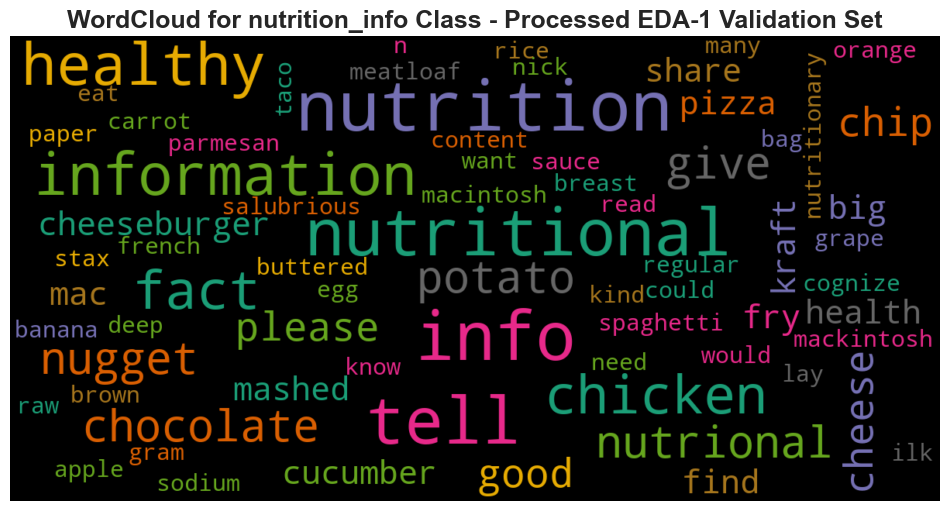 WordCloud for nutrition_info Class - Processed EDA-1 Validation Set
healthy
n
rice
many
orange
eat
taco
meatloaf
nick
share
nutrition
pizza
nutritionary
chip
paper
carrot
parmesan
content
bag
information
want
sauce
give
breast
macintosh
read
kraft
big
cheeseburger
salubrious
nutritional
grape
french
stax
buttered
potato
regular
cognize
fact
mac
egg
kind
could
health
banana
deep
please
info
spaghetti
fry
mackintosh
nugget
know
need
would
cheese
lay
raw
brown
mashed
chicken
chocolate
tell
gram
nutrional
ilk
apple
sodium
cucumber
good
find